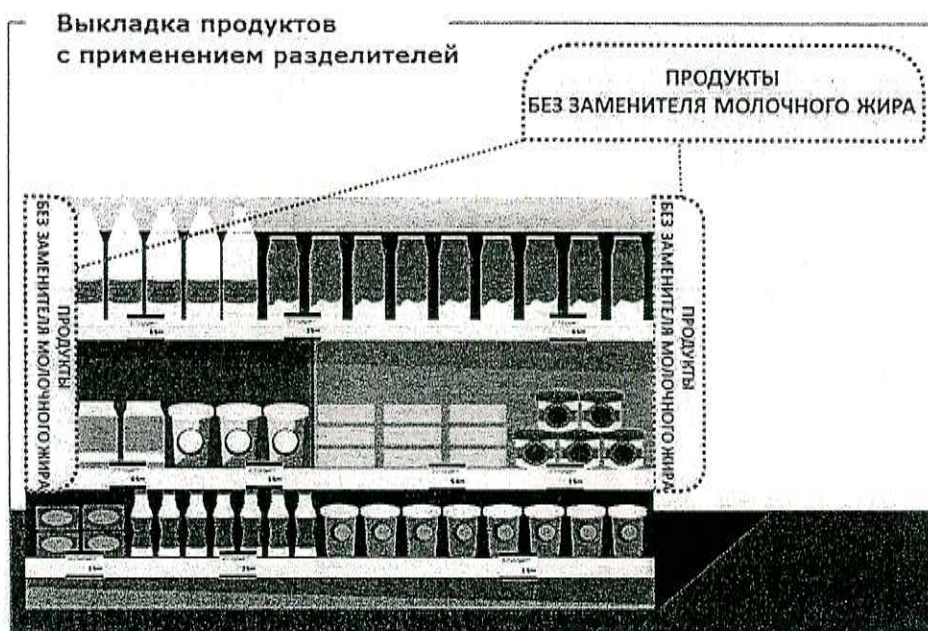 Выкладка продуктов
с применением разделителей
ПРОДУКТЫ
БЕЗ ЗАМЕНИТЕЛЯ МОЛОЧНОГО ЖИРА
ПРОДУКТЫ
БЕЗ ЗАМЕНИТЕЛЯ МОЛОЧНОГО ЖИРА
ПРОДУКТЫ
БЕЗ ЗАМЕНИТЕЛЯ МОЛОЧНОГО ЖИРА